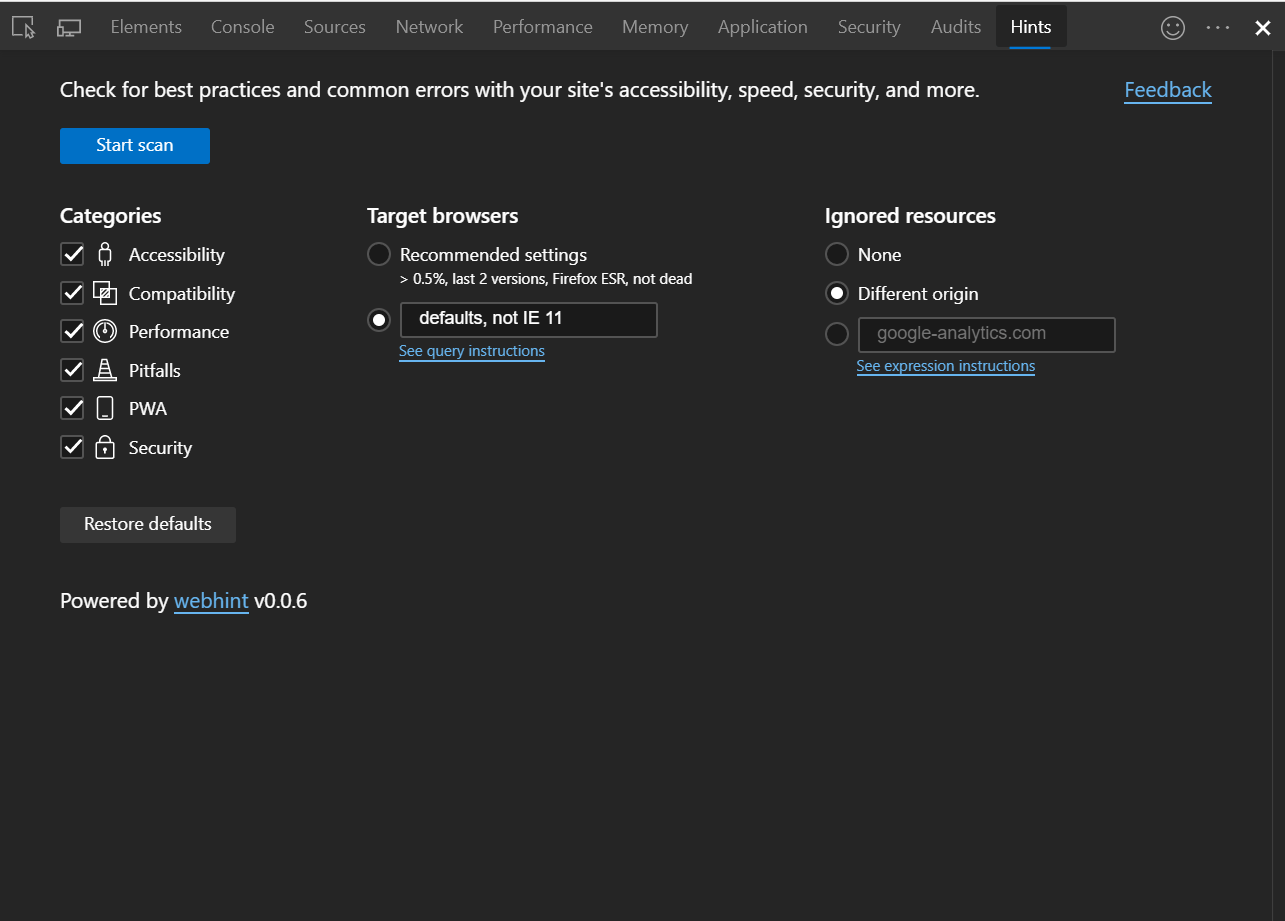 Elements Console Sources Network Performance Memory Application Security Audits Hints
Check for best practices and common errors with your site's accessibility, speed, security, and more.
Feedback
Start scan
Categories
Accessibility
Compatibility
Performance
Pitfalls
PWA
Security
Target browsers
Recommended settings
> 0.5%, last 2 versions, Firefox ESR, not dead
defaults, not IE 11
See query instructions
Ignored resources
None
Different origin
google-analytics.com
See expression instructions
Restore defaults
Powered by webhint v0.0.6